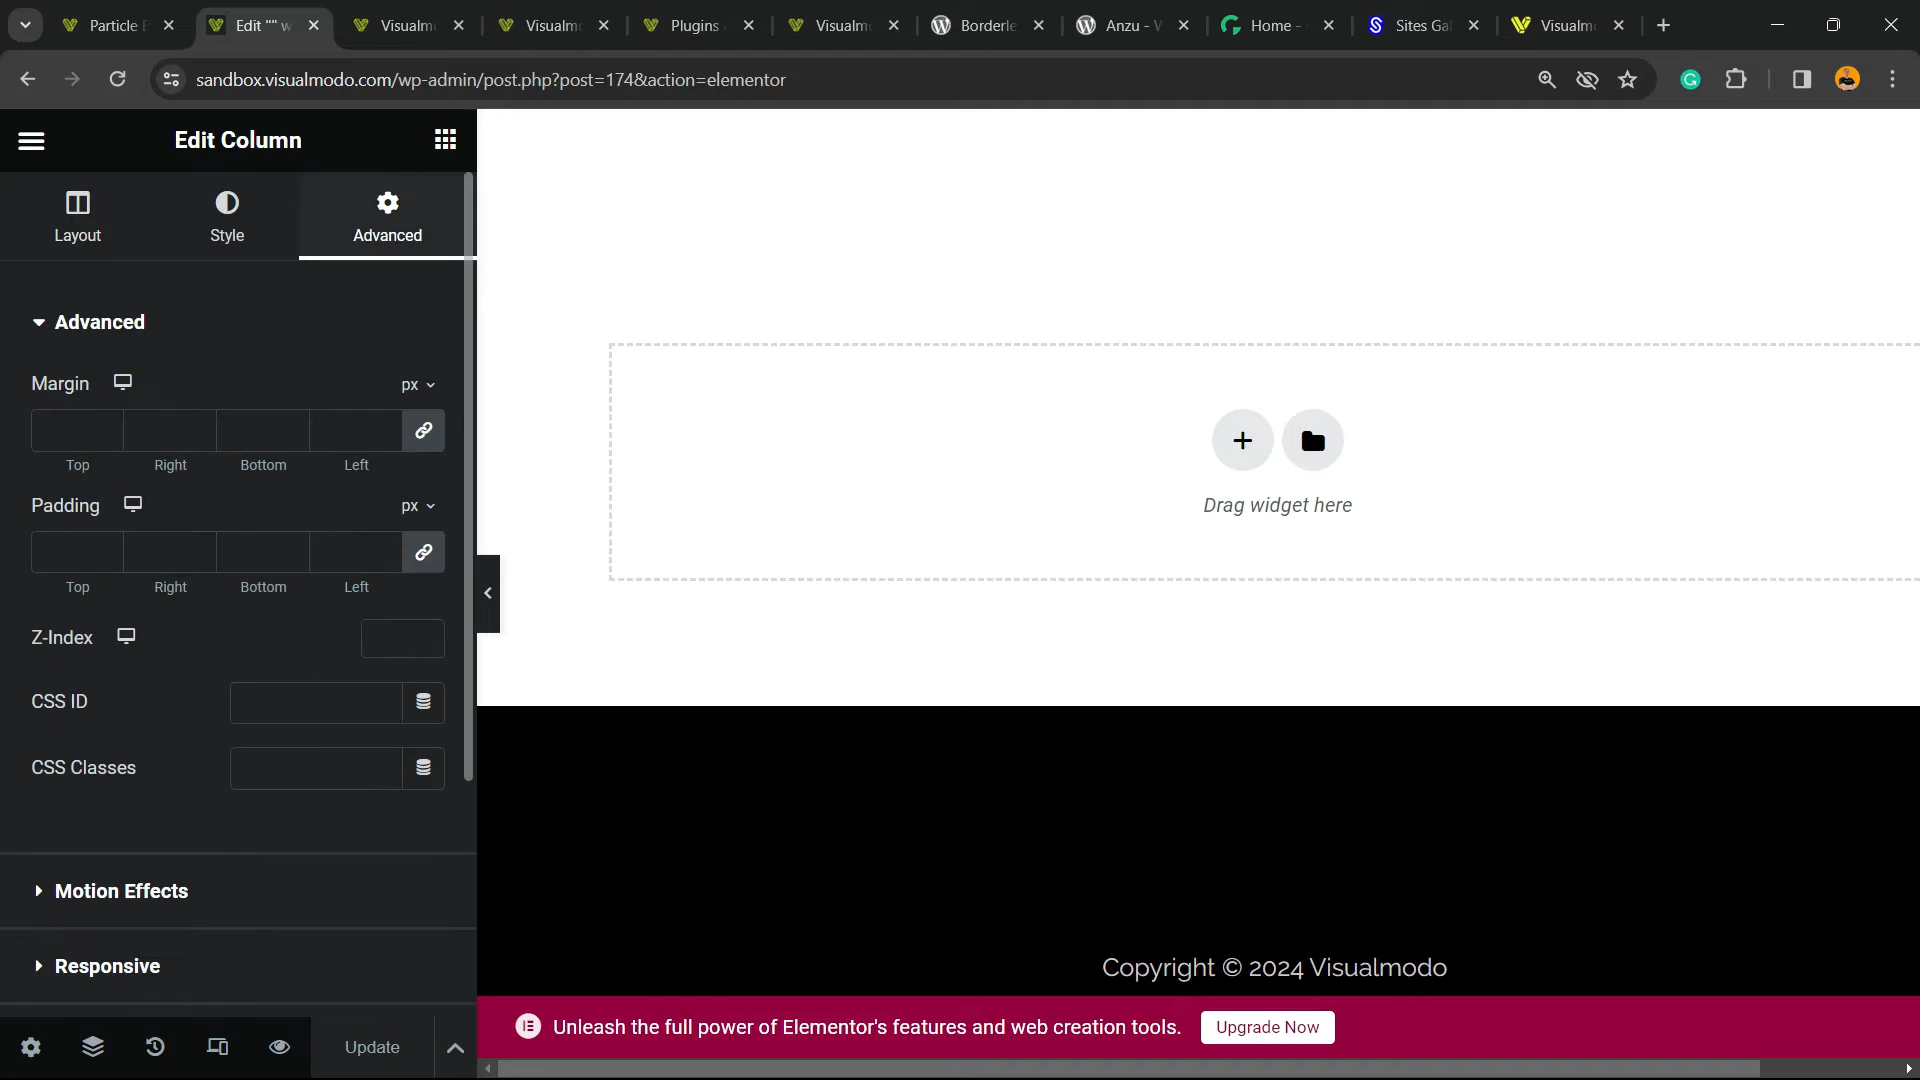 Particle
Edit "" w
Visualm
Visualm
Plugins
Visualm
Borderle
Anzu - W
Home -
Sites Gal
Visualm
sandbox.visualmodo.com/wp-admin/post.php?post=174&action=elementor
Edit Column
Layout
Style
Advanced
Advanced
Margin
px
Top
Right
Bottom
Left
Padding
px
Top
Right
Bottom
Left
Z-Index
CSS ID
CSS Classes
Motion Effects
Responsive
Update
Drag widget here
Copyright © 2024 Visualmodo
Unleash the full power of Elementor's features and web creation tools.
Upgrade Now